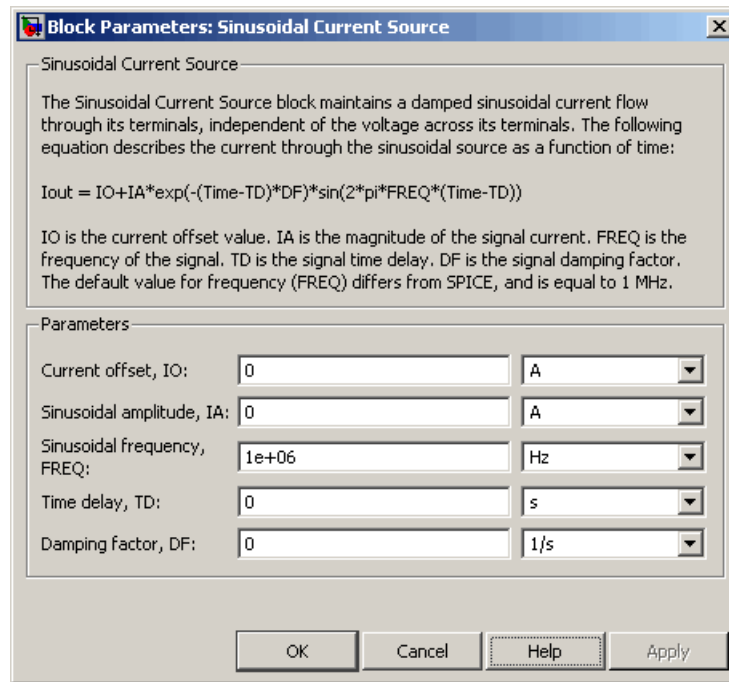 Block Parameters: Sinusoidal Current Source
Sinusoidal Current Source
The Sinusoidal Current Source block maintains a damped sinusoidal current flow
through its terminals, independent of the voltage across its terminals. The following
equation describes the current through the sinusoidal source as a function of time:
Iout = IO+IA*exp(-(Time-TD)*DF)*sin(2*pi*FREQ*(Time-TD))
IO is the current offset value. IA is the magnitude of the signal current. FREQ is the
frequency of the signal. TD is the signal time delay. DF is the signal damping factor.
The default value for frequency (FREQ) differs from SPICE, and is equal to 1 MHz.
Parameters
Current offset, IO: 0 A
Sinusoidal amplitude, IA: 0 A
Sinusoidal frequency,
FREQ: 1e+06 Hz
Time delay, TD: 0 s
Damping factor, DF: 0 1/s
OK Cancel Help Apply